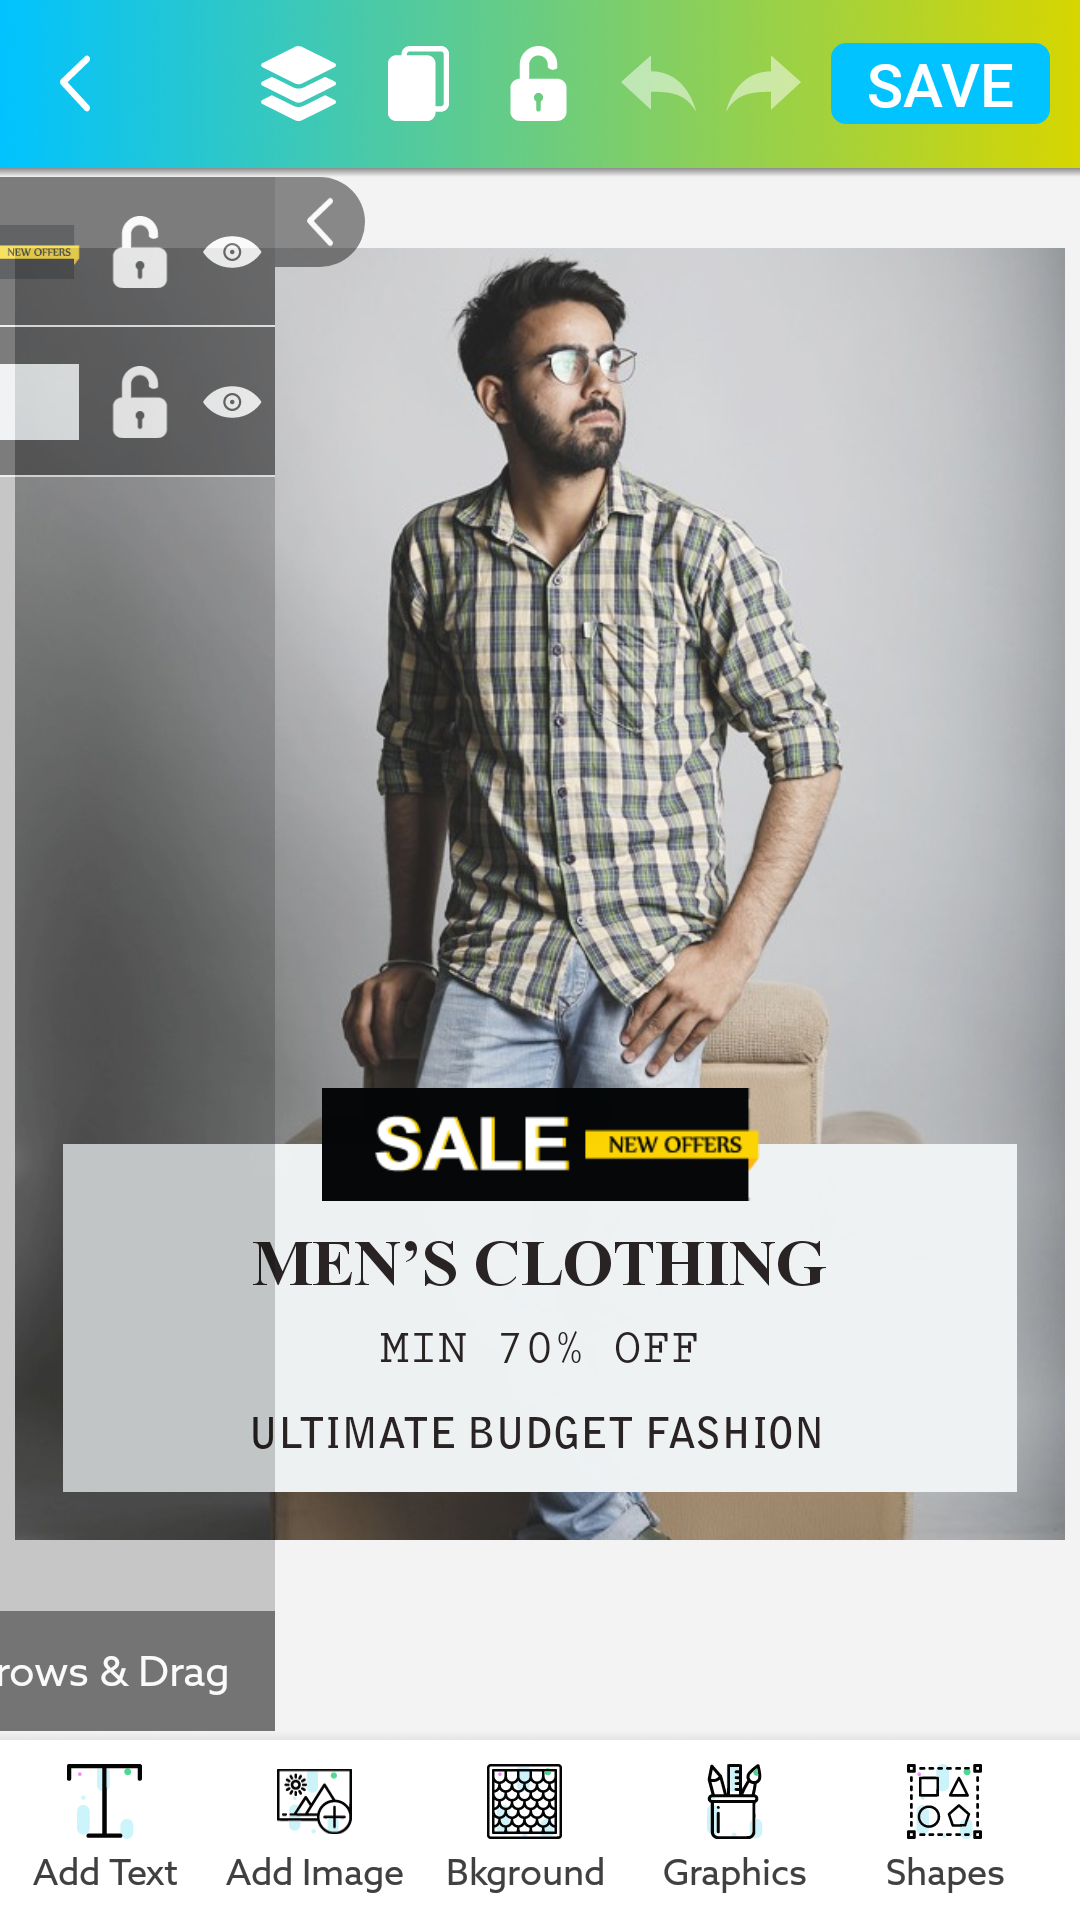 SAVE
NEW OFFERS
SALE NEW OFFERS
MEN'S CLOTHING
MIN 70% OFF
ULTIMATE BUDGET FASHION
rows & Drag
Add Text Add Image Bkground Graphics Shapes